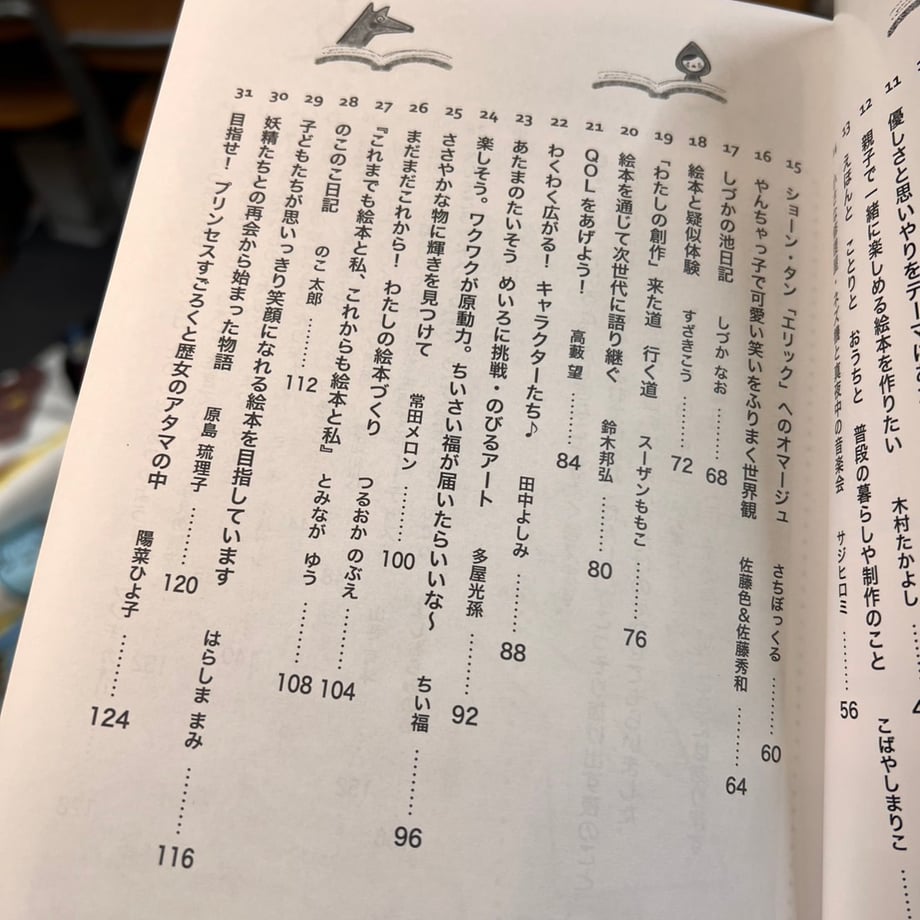 11 優しさと思いやりをテーマに
12 親子で一緒に楽しめる絵本を作りたい 木村たかよし ……
13 えほんと ことりと おうちと 普段の暮らしや制作のこと こばやしまりこ ……
と真夜中の音楽会 サジヒロミ ……… 56
15 ショーン・タン「エリック」へのオマージュ さちぼっくる ……… 60
16 やんちゃっ子で可愛い笑いをふりまく世界観 佐藤色&佐藤秀和 ……… 64
17 しづかの池日記 しづか なお ……… 68
18 絵本と疑似体験 すざきこう ……… 72
19 「わたしの創作」来た道 行く道 スーザンももこ ……… 76
20 絵本を通じて次世代に語り継ぐ 鈴木邦弘 ……… 80
21 QOLをあげよう! 高藪 望 ……… 84
22 わくわく広がる! キャラクターたち♪ 田中よしみ ……… 88
23 あたまのたいそう めいろに挑戦・のびるアート 多屋光孫 ……… 92
24 楽しそう。ワクワクが原動力。ちいさい福が届いたらいいな〜 ちい福 ……… 96
25 ささやかな物に輝きを見つけて 常田メロン ……… 100
26 まだまだこれから! わたしの絵本づくり つるおか のぶえ ……… 104
27 『これまでも絵本と私、これからも絵本と私』 とみなが ゆう ……… 108
28 のこのこ日記 のこ 太郎 ……… 112
29 子どもたちが思いっきり笑顔になれる絵本を目指しています はらしま まみ ……… 116
30 妖精たちとの再会から始まった物語 原島 琉理子 ……… 120
31 目指せ! プリンセスすごろくと歴女のアタマの中 陽菜ひよ子 ……… 124